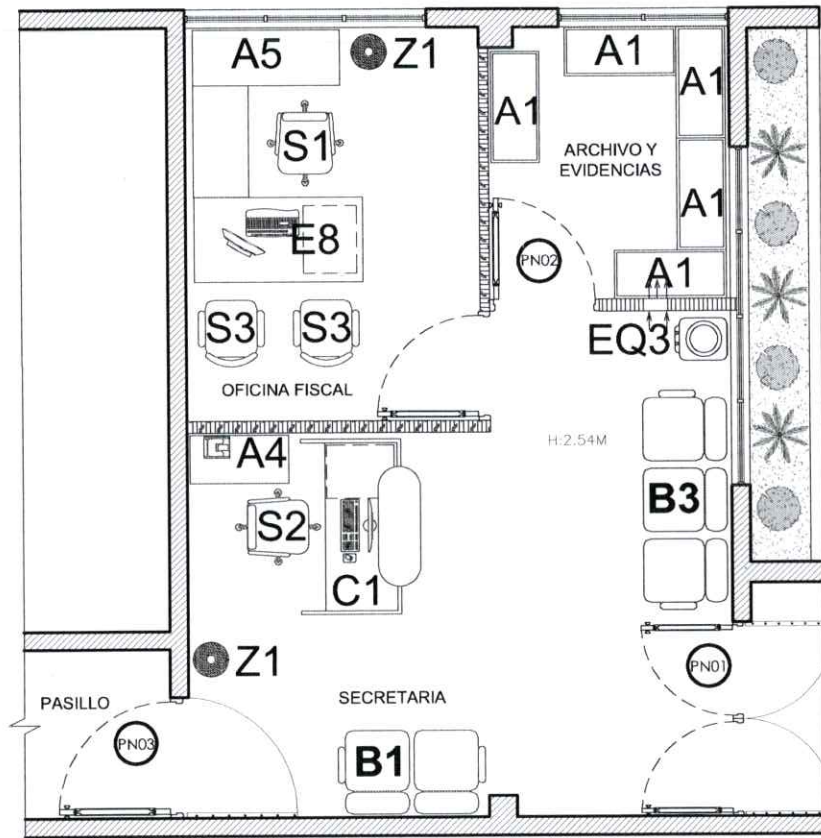 A5
Z1
A1
A1
A1
S1
ARCHIVO Y
EVIDENCIAS
A1
E8
PN02
A1
S3
S3
EQ3
OFICINA FISCAL
H:2.54M
A4
B3
S2
C1
Z1
PN01
PASILLO
SECRETARIA
PN03
B1